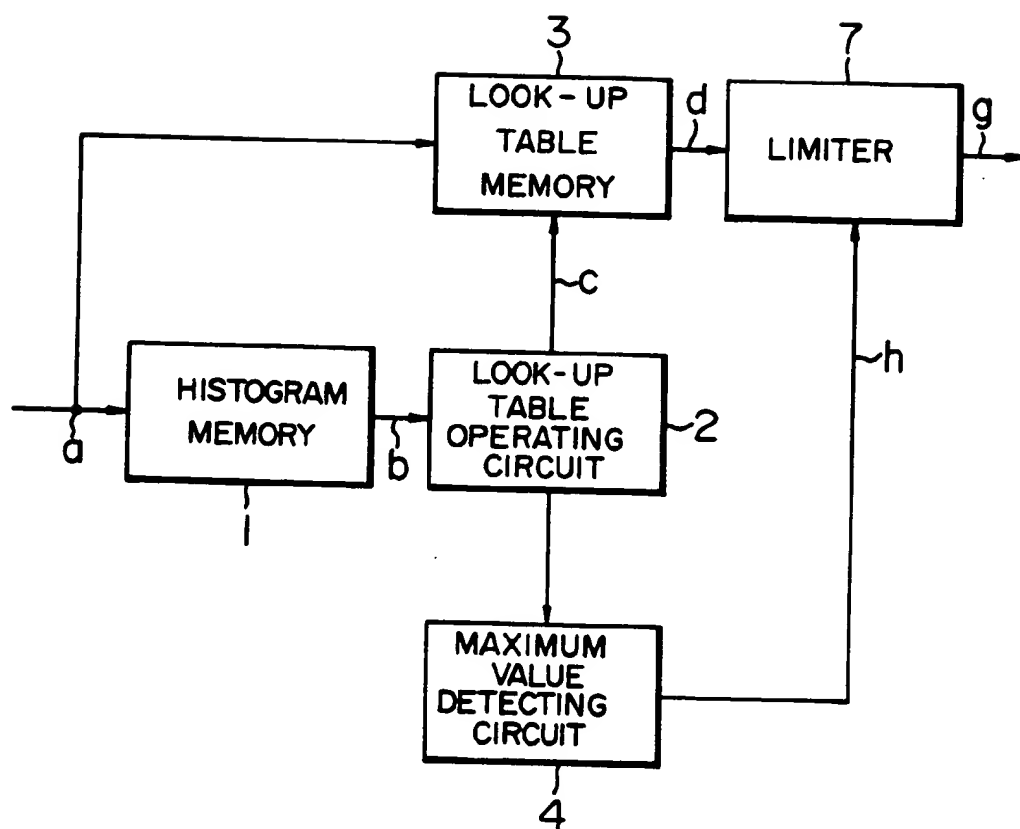 3
7
LOOK-UP
TABLE
MEMORY
d
LIMITER
g
c
h
HISTOGRAM
MEMORY
a
b
LOOK-UP
TABLE
OPERATING
CIRCUIT
2
1
MAXIMUM
VALUE
DETECTING
CIRCUIT
4